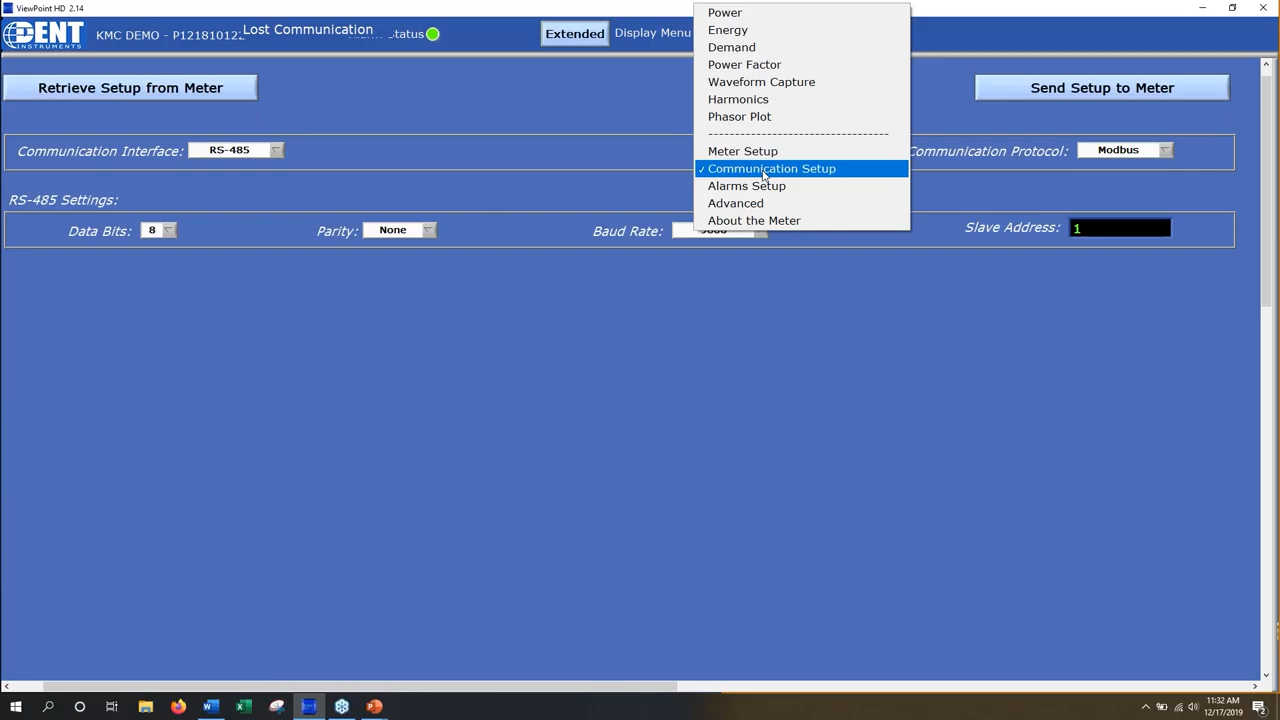 ViewPoint HD 2.14
DENT
INSTRUMENTS
KMC DEMO - P12181012
Lost Communication
Status
Extended
Display Menu
Power
Energy
Demand
Power Factor
Waveform Capture
Harmonics
Phasor Plot
----------------------------------
Meter Setup
✓ Communication Setup
Alarms Setup
Advanced
About the Meter
Retrieve Setup from Meter
Send Setup to Meter
Communication Interface: RS-485
Communication Protocol: Modbus
RS-485 Settings:
Data Bits: 8
Parity: None
Baud Rate: 9600
Slave Address: 1
11:32 AM
12/17/2019
2